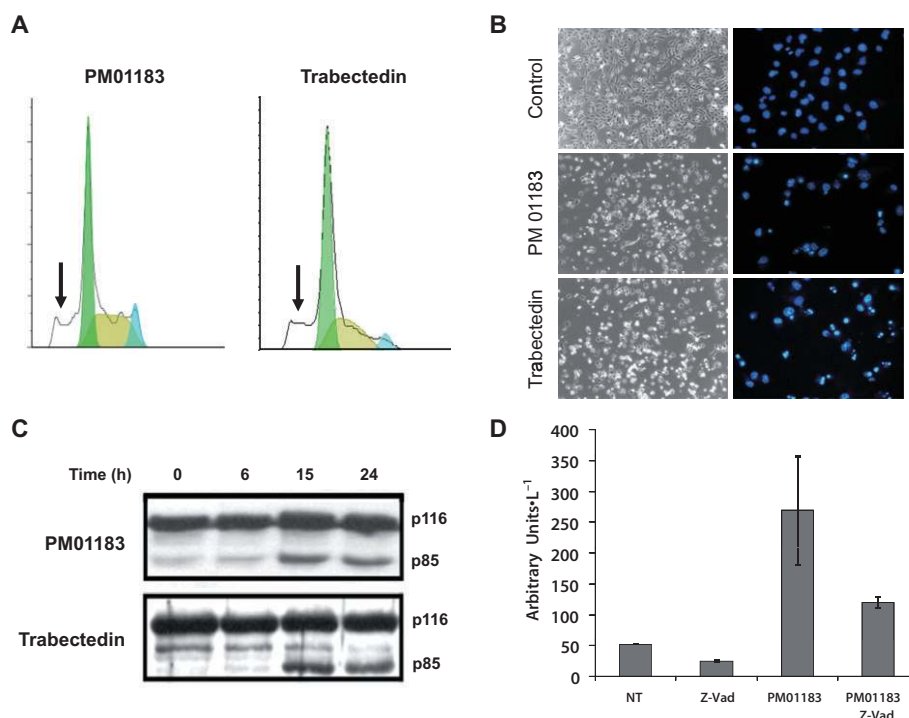 A
PM01183
Trabectedin
B
Control
PM 01183
Trabectedin
C
Time (h) 0 6 15 24
PM01183
p116
p85
Trabectedin
p116
p85
D
Arbitrary Units•L⁻¹
400
350
300
250
200
150
100
50
0
NT Z-Vad PM01183 PM01183
Z-Vad